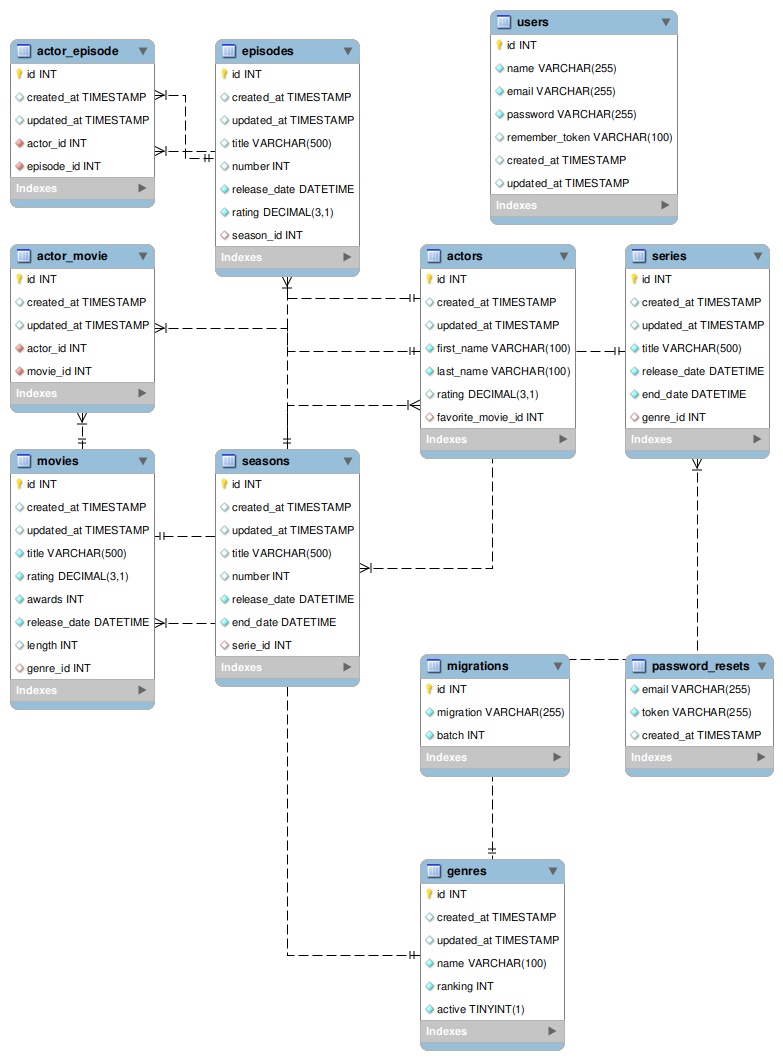 users
id INT
name VARCHAR(255)
email VARCHAR(255)
password VARCHAR(255)
remember_token VARCHAR(100)
created_at TIMESTAMP
updated_at TIMESTAMP
Indexes
actor_episode
id INT
created_at TIMESTAMP
updated_at TIMESTAMP
actor_id INT
episode_id INT
Indexes
episodes
id INT
created_at TIMESTAMP
updated_at TIMESTAMP
title VARCHAR(500)
number INT
release_date DATETIME
rating DECIMAL(3,1)
season_id INT
Indexes
actor_movie
id INT
created_at TIMESTAMP
updated_at TIMESTAMP
actor_id INT
movie_id INT
Indexes
actors
id INT
created_at TIMESTAMP
updated_at TIMESTAMP
first_name VARCHAR(100)
last_name VARCHAR(100)
rating DECIMAL(3,1)
favorite_movie_id INT
Indexes
series
id INT
created_at TIMESTAMP
updated_at TIMESTAMP
title VARCHAR(500)
release_date DATETIME
end_date DATETIME
genre_id INT
Indexes
movies
id INT
created_at TIMESTAMP
updated_at TIMESTAMP
title VARCHAR(500)
rating DECIMAL(3,1)
awards INT
release_date DATETIME
length INT
genre_id INT
Indexes
seasons
id INT
created_at TIMESTAMP
updated_at TIMESTAMP
title VARCHAR(500)
number INT
release_date DATETIME
end_date DATETIME
serie_id INT
Indexes
migrations
id INT
migration VARCHAR(255)
batch INT
Indexes
password_resets
email VARCHAR(255)
token VARCHAR(255)
created_at TIMESTAMP
Indexes
genres
id INT
created_at TIMESTAMP
updated_at TIMESTAMP
name VARCHAR(100)
ranking INT
active TINYINT(1)
Indexes